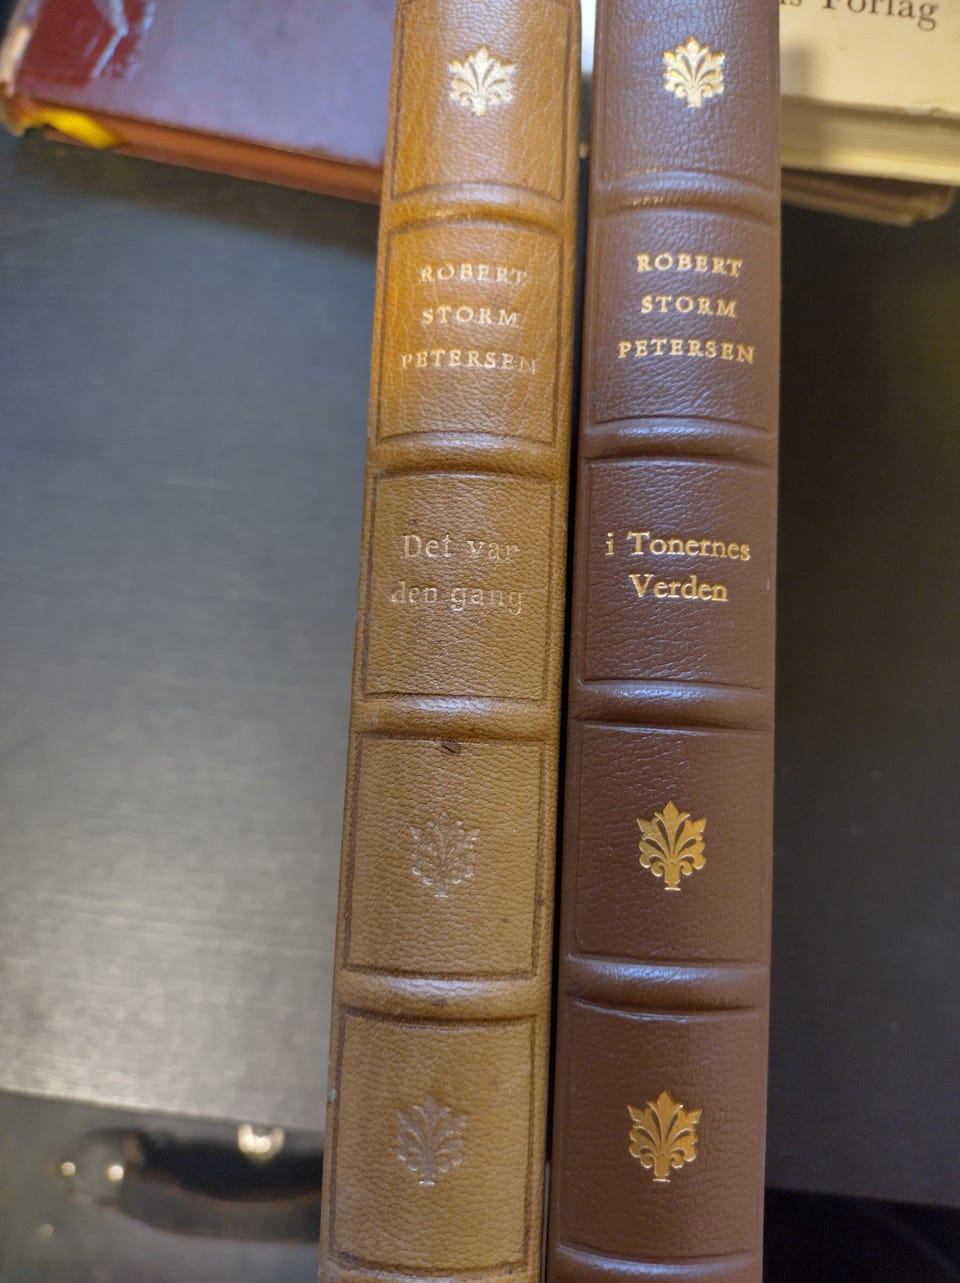 Forlag
ROBERT
STORM
PETERSEN
Det var
den gang
ROBERT
STORM
PETERSEN
i Tonernes
Verden